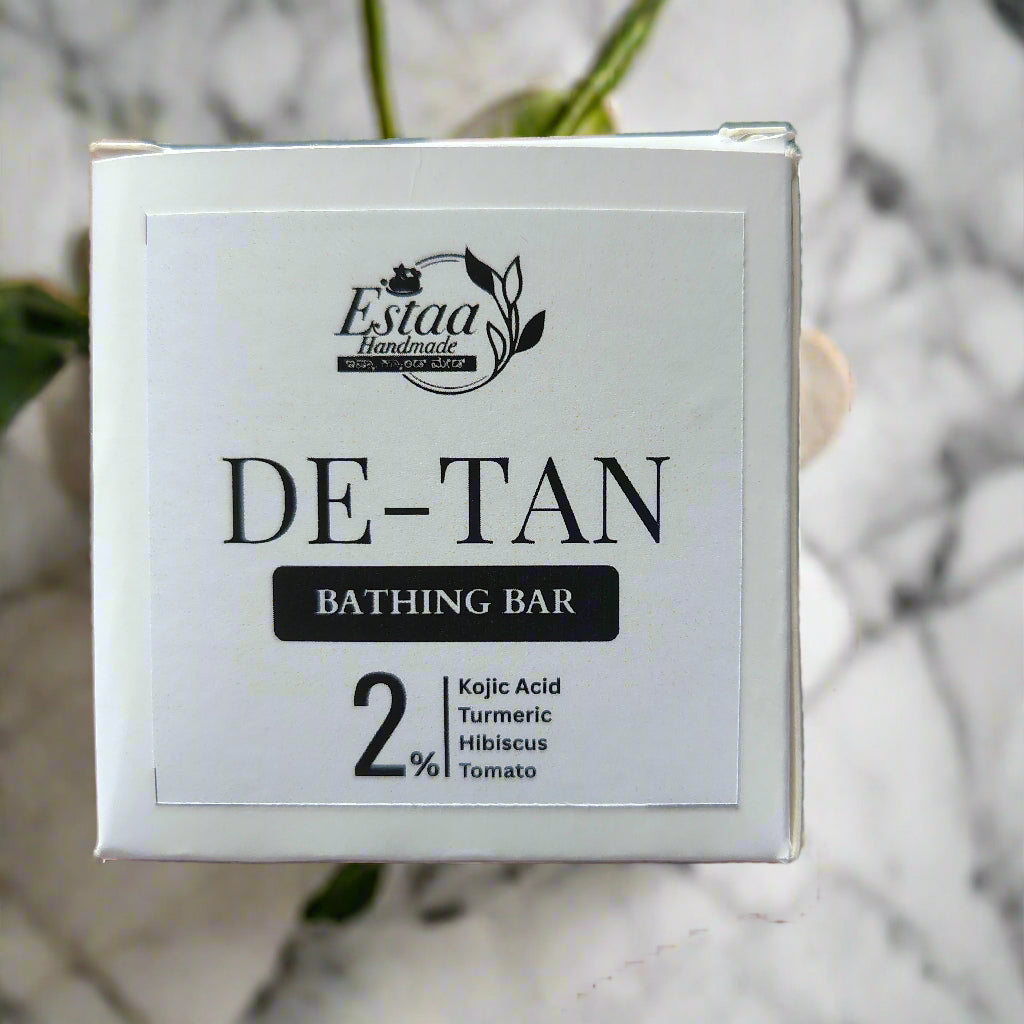 Estaa
Handmade
DE-TAN
BATHING BAR
2%
Kojic Acid
Turmeric
Hibiscus
Tomato